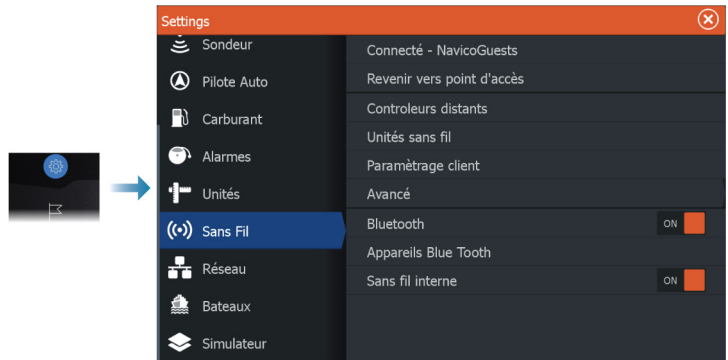 Settings
Sondeur
Pilote Auto
Carburant
Alarmes
Unités
Sans Fil
Réseau
Bateaux
Simulateur
Connecté - NavicoGuests
Revenir vers point d'accès
Controleurs distants
Unités sans fil
Paramètrage client
Avancé
Bluetooth ON
Appareils Blue Tooth
Sans fil interne ON